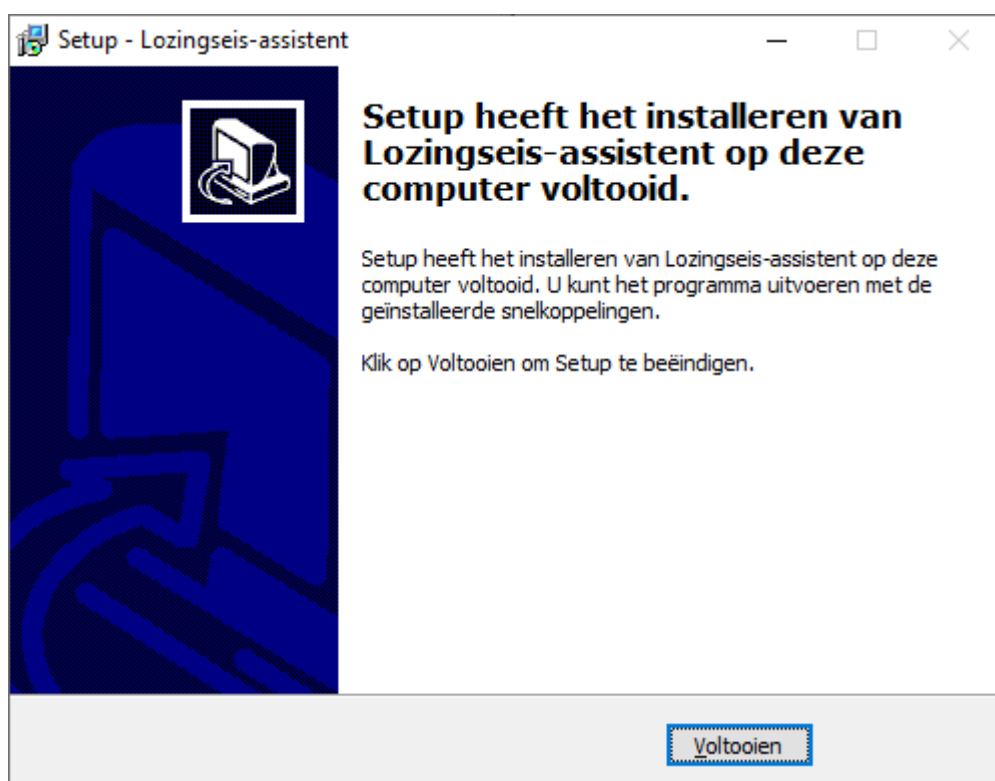 Setup - Lozingseis-assistent
Setup heeft het installeren van
Lozingseis-assistent op deze
computer voltooid.
Setup heeft het installeren van Lozingseis-assistent op deze
computer voltooid. U kunt het programma uitvoeren met de
geïnstalleerde snelkoppelingen.
Klik op Voltooien om Setup te beëindigen.
Voltooien